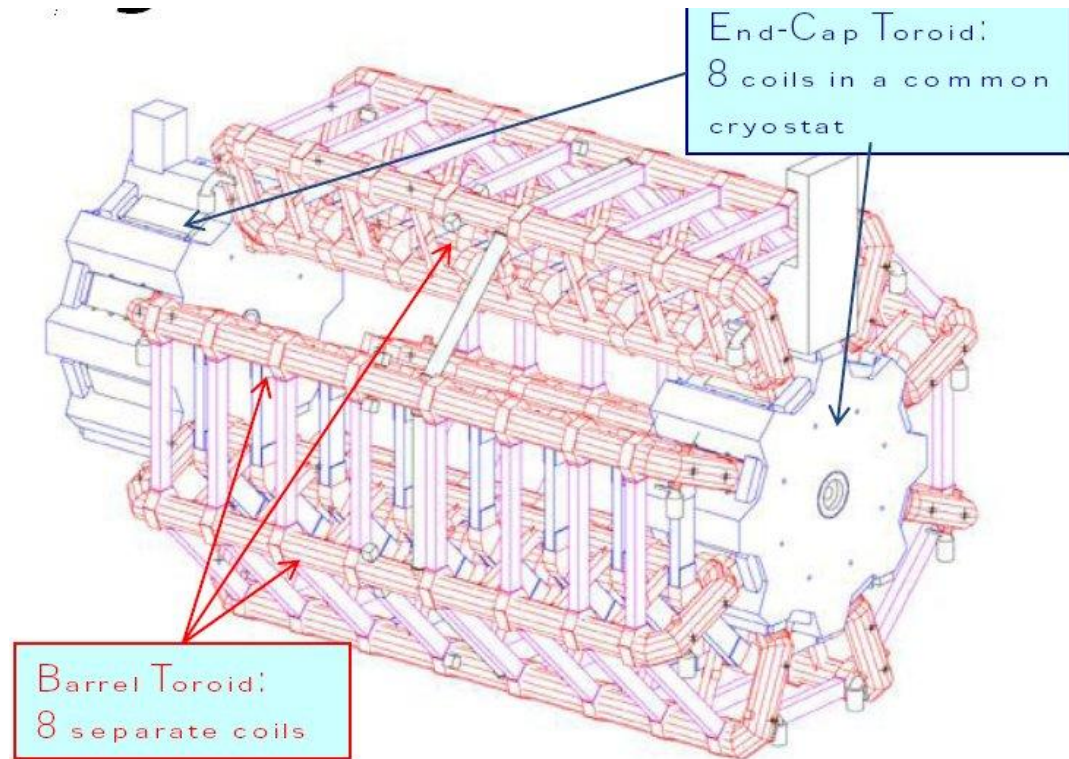 End-Cap Toroid:
8 coils in a common
cryostat
Barrel Toroid:
8 separate coils